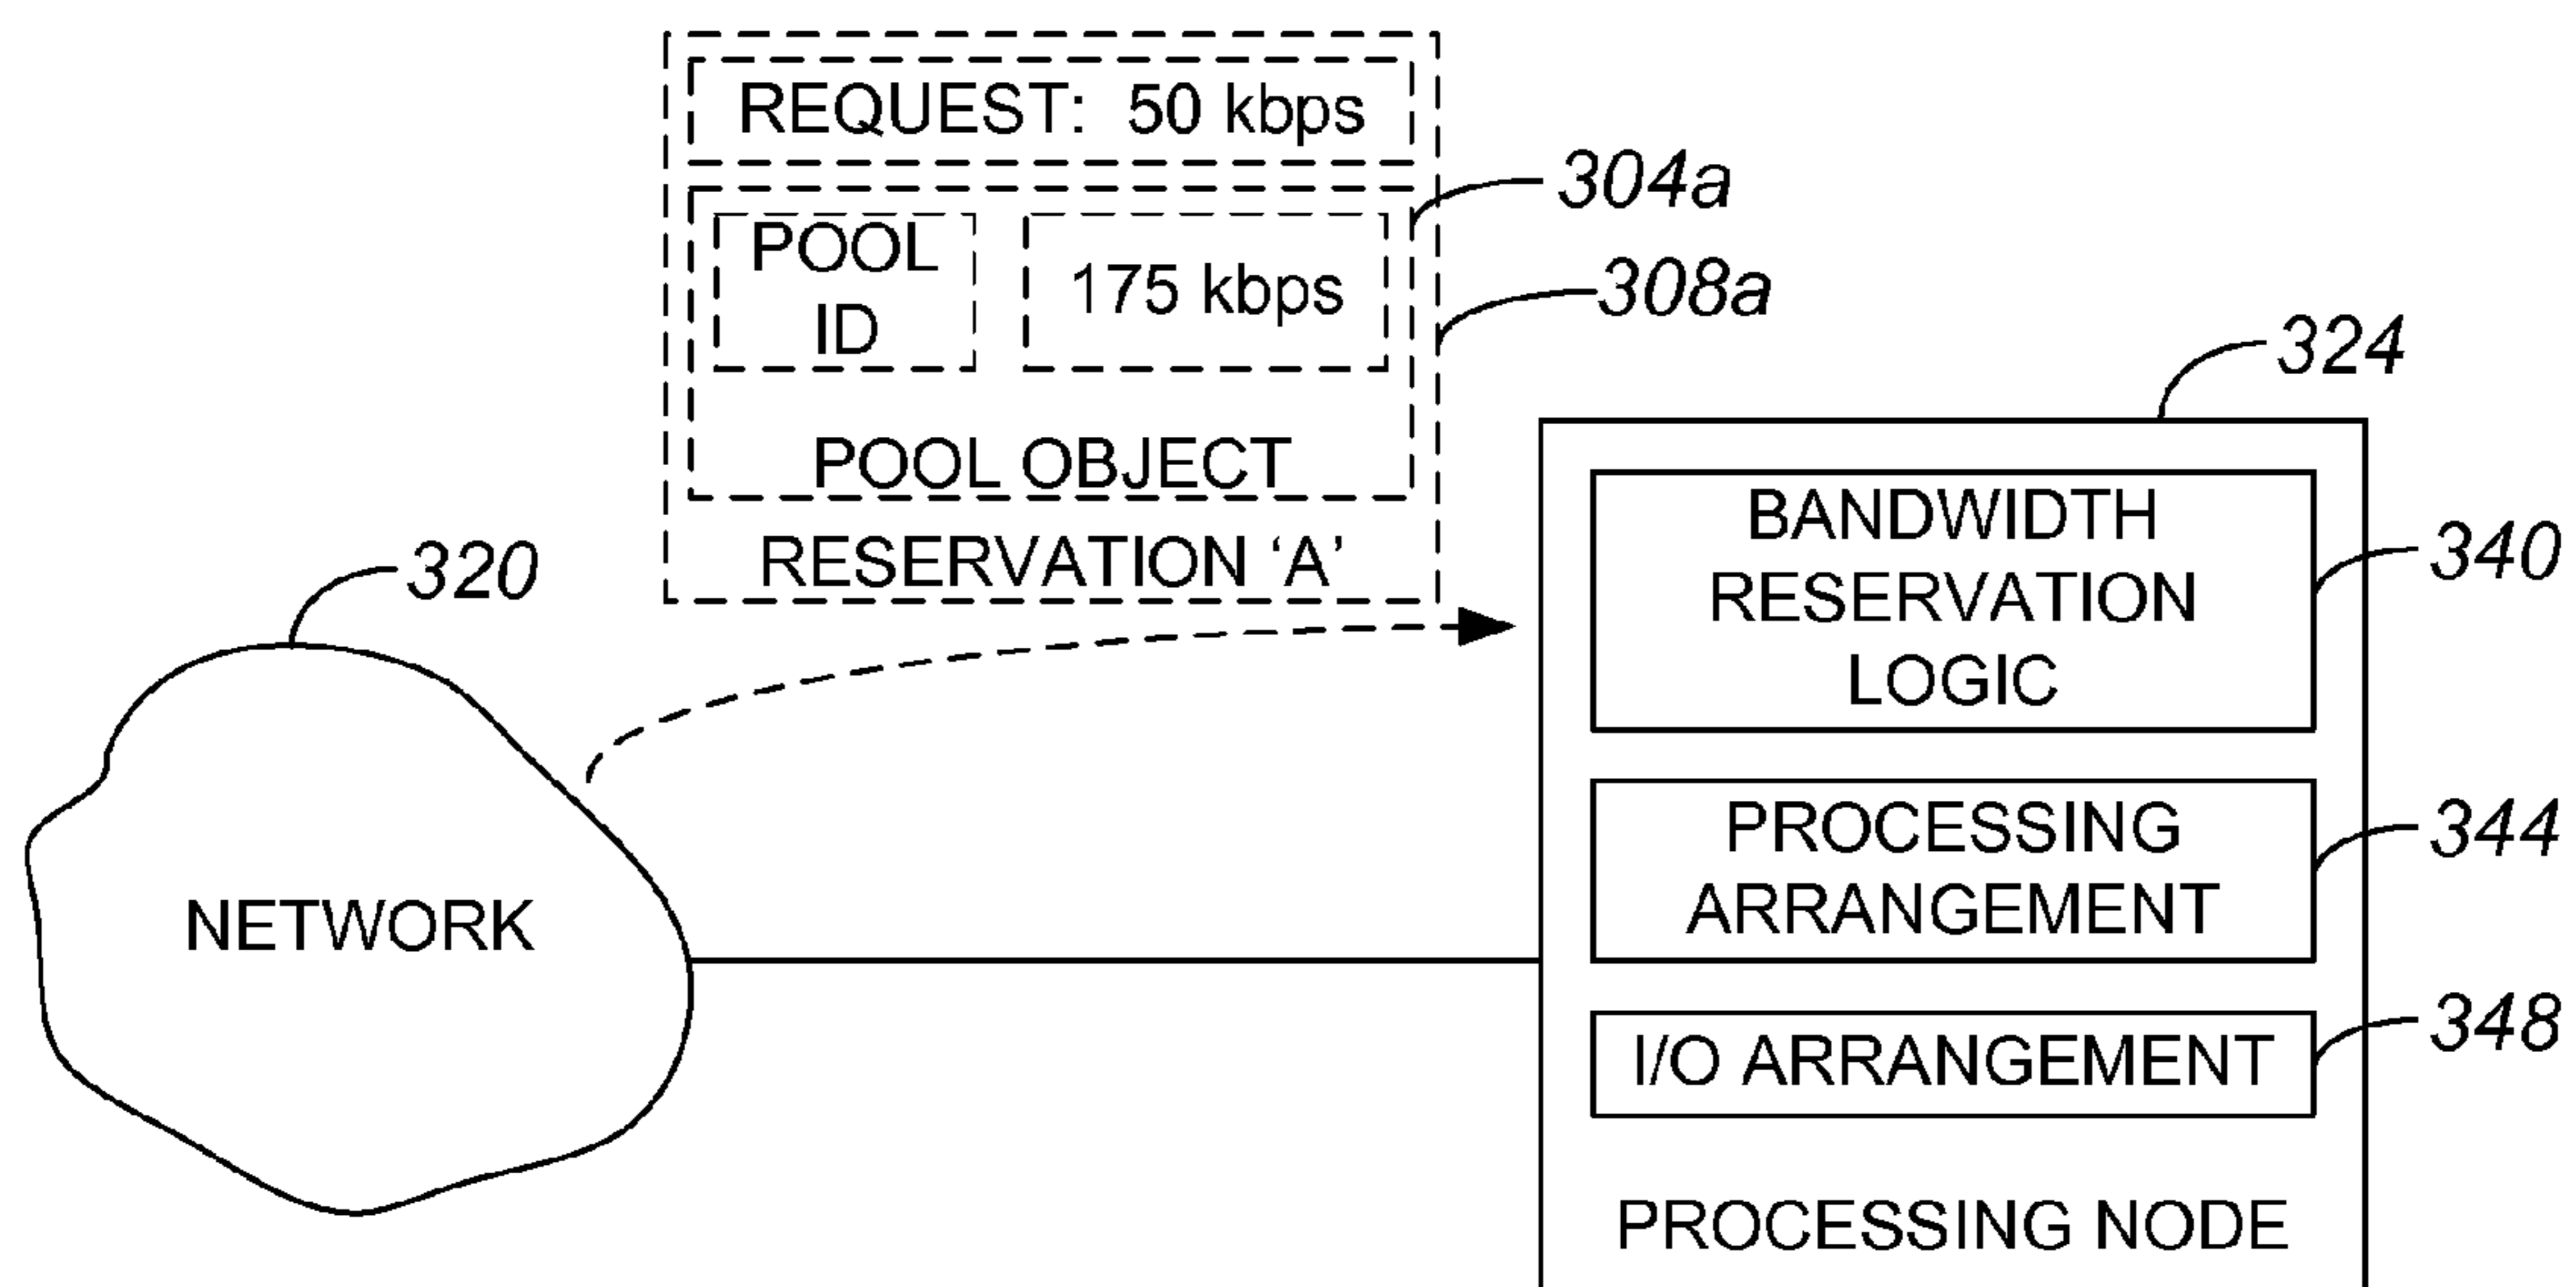 REQUEST: 50 kbps
304a
POOL
ID
175 kbps
308a
POOL OBJECT
RESERVATION ‘A’
324
320
BANDWIDTH
RESERVATION
LOGIC
340
PROCESSING
ARRANGEMENT
344
NETWORK
I/O ARRANGEMENT
348
PROCESSING NODE